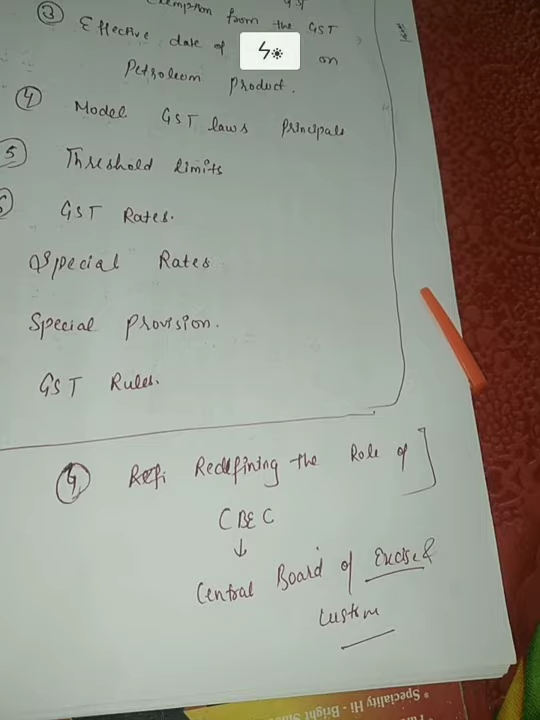 Exemption from the GST
③ Effective date of on
Petroleum Product.
④ Model GST laws principals
5 Threshold limits
GST Rates.
Special Rates
Special Provision.
GST Rules.
④ Refi Redefining the Role of
CBEC
↓
Central Board of Excise &
Custom
* Speciality Hi - Bright